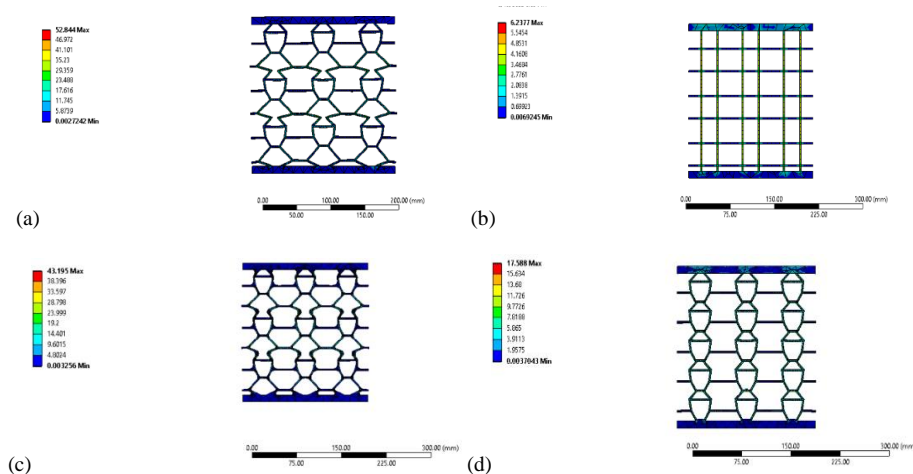 52.844 Max
46.972
41.101
35.23
29.359
23.488
17.616
11.745
5.8739
0.0027242 Min
0.00 100.00 200.00 (mm)
50.00 150.00
(a)
6.2377 Max
5.5454
4.8531
4.1608
3.4684
2.7761
2.0838
1.3915
0.69923
0.0069245 Min
0.00 150.00 300.00 (mm)
75.00 225.00
(b)
43.195 Max
38.396
33.597
28.798
23.999
19.2
14.401
9.6015
4.8024
0.003256 Min
0.00 150.00 300.00 (mm)
75.00 225.00
(c)
17.588 Max
15.634
13.68
11.726
9.7726
7.8188
5.865
3.9113
1.9575
0.0037043 Min
0.00 150.00 300.00 (mm)
75.00 225.00
(d)